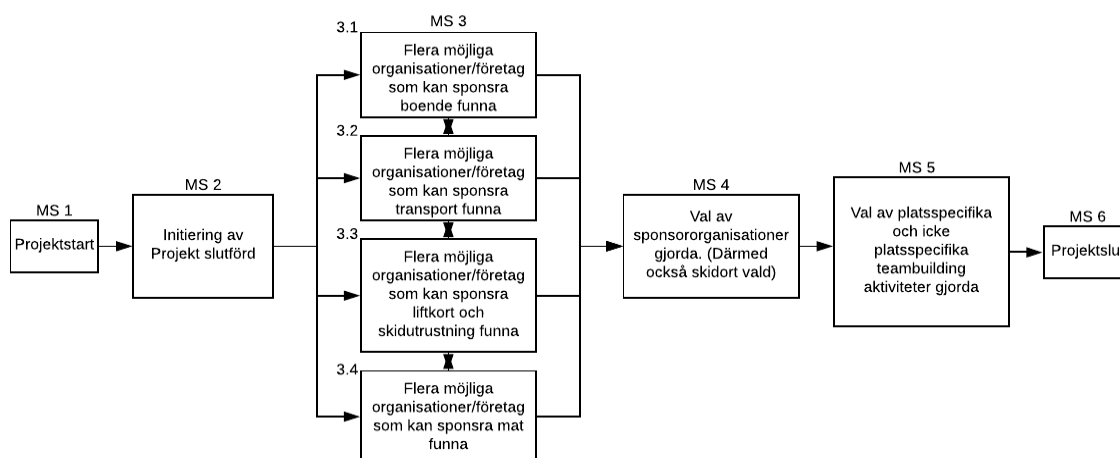 MS 1
Projektstart
MS 2
Initiering av
Projekt slutförd
MS 3
3.1
Flera möjliga
organisationer/företag
som kan sponsra
boende funna
3.2
Flera möjliga
organisationer/företag
som kan sponsra
transport funna
3.3
Flera möjliga
organisationer/företag
som kan sponsra
liftkort och
skidutrustning funna
3.4
Flera möjliga
organisationer/företag
som kan sponsra mat
funna
MS 4
Val av
sponsororganisationer
gjorda. (Därmed
också skidort vald)
MS 5
Val av platsspecifika
och icke
platsspecifika
teambuilding
aktiviteter gjorda
MS 6
Projektslu